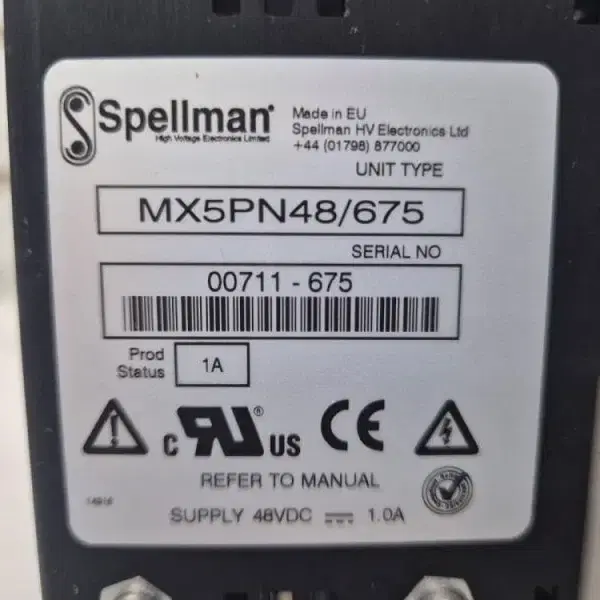 Spellman
High Voltage Electronics Limited
Made in EU
Spellman HV Electronics Ltd
+44 (01798) 877000
UNIT TYPE
MX5PN48/675
SERIAL NO
00711 - 675
Prod
Status
1A
c RU ® US CE
REFER TO MANUAL
SUPPLY 48VDC 1.0A